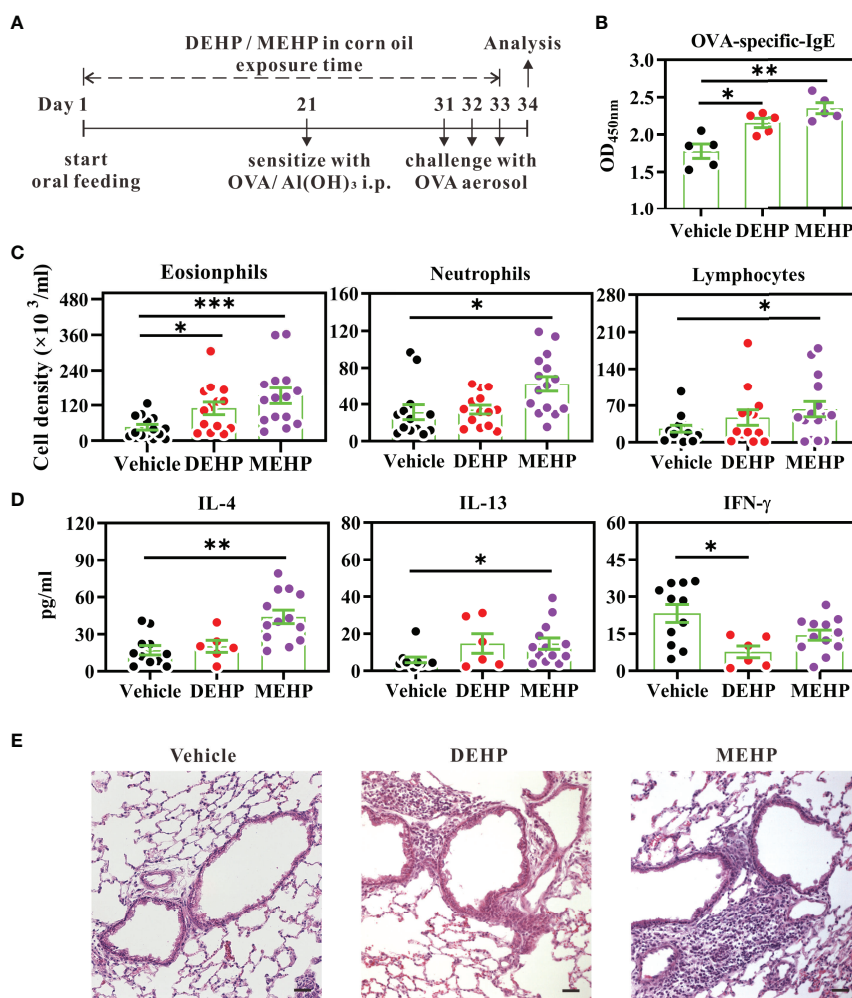 A
DEHP / MEHP in corn oil
exposure time
Analysis
Day 1 21 31 32 33 34
start
oral feeding
sensitize with
OVA/ Al(OH)₃ i.p.
challenge with
OVA aerosol
B
OVA-specific-IgE
OD450nm
3.0
2.5
2.0
1.5
1.0
**
*
Vehicle DEHP MEHP
C
Eosionphils
Cell density (×10 ³/ml)
480
360
240
120
0
***
*
Vehicle DEHP MEHP
Neutrophils
160
120
80
40
0
*
Vehicle DEHP MEHP
Lymphocytes
280
210
140
70
0
*
Vehicle DEHP MEHP
D
IL-4
pg/ml
120
90
60
30
0
**
Vehicle DEHP MEHP
IL-13
80
60
40
20
0
*
Vehicle DEHP MEHP
IFN-γ
60
45
30
15
0
*
Vehicle DEHP MEHP
E
Vehicle DEHP MEHP